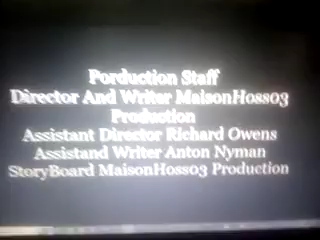 Porduction Staff
Director And Writer MaisonHoss03
Production
Assistant Director Richard Owens
Assistand Writer Anton Nyman
StoryBoard MaisonHoss03 Production